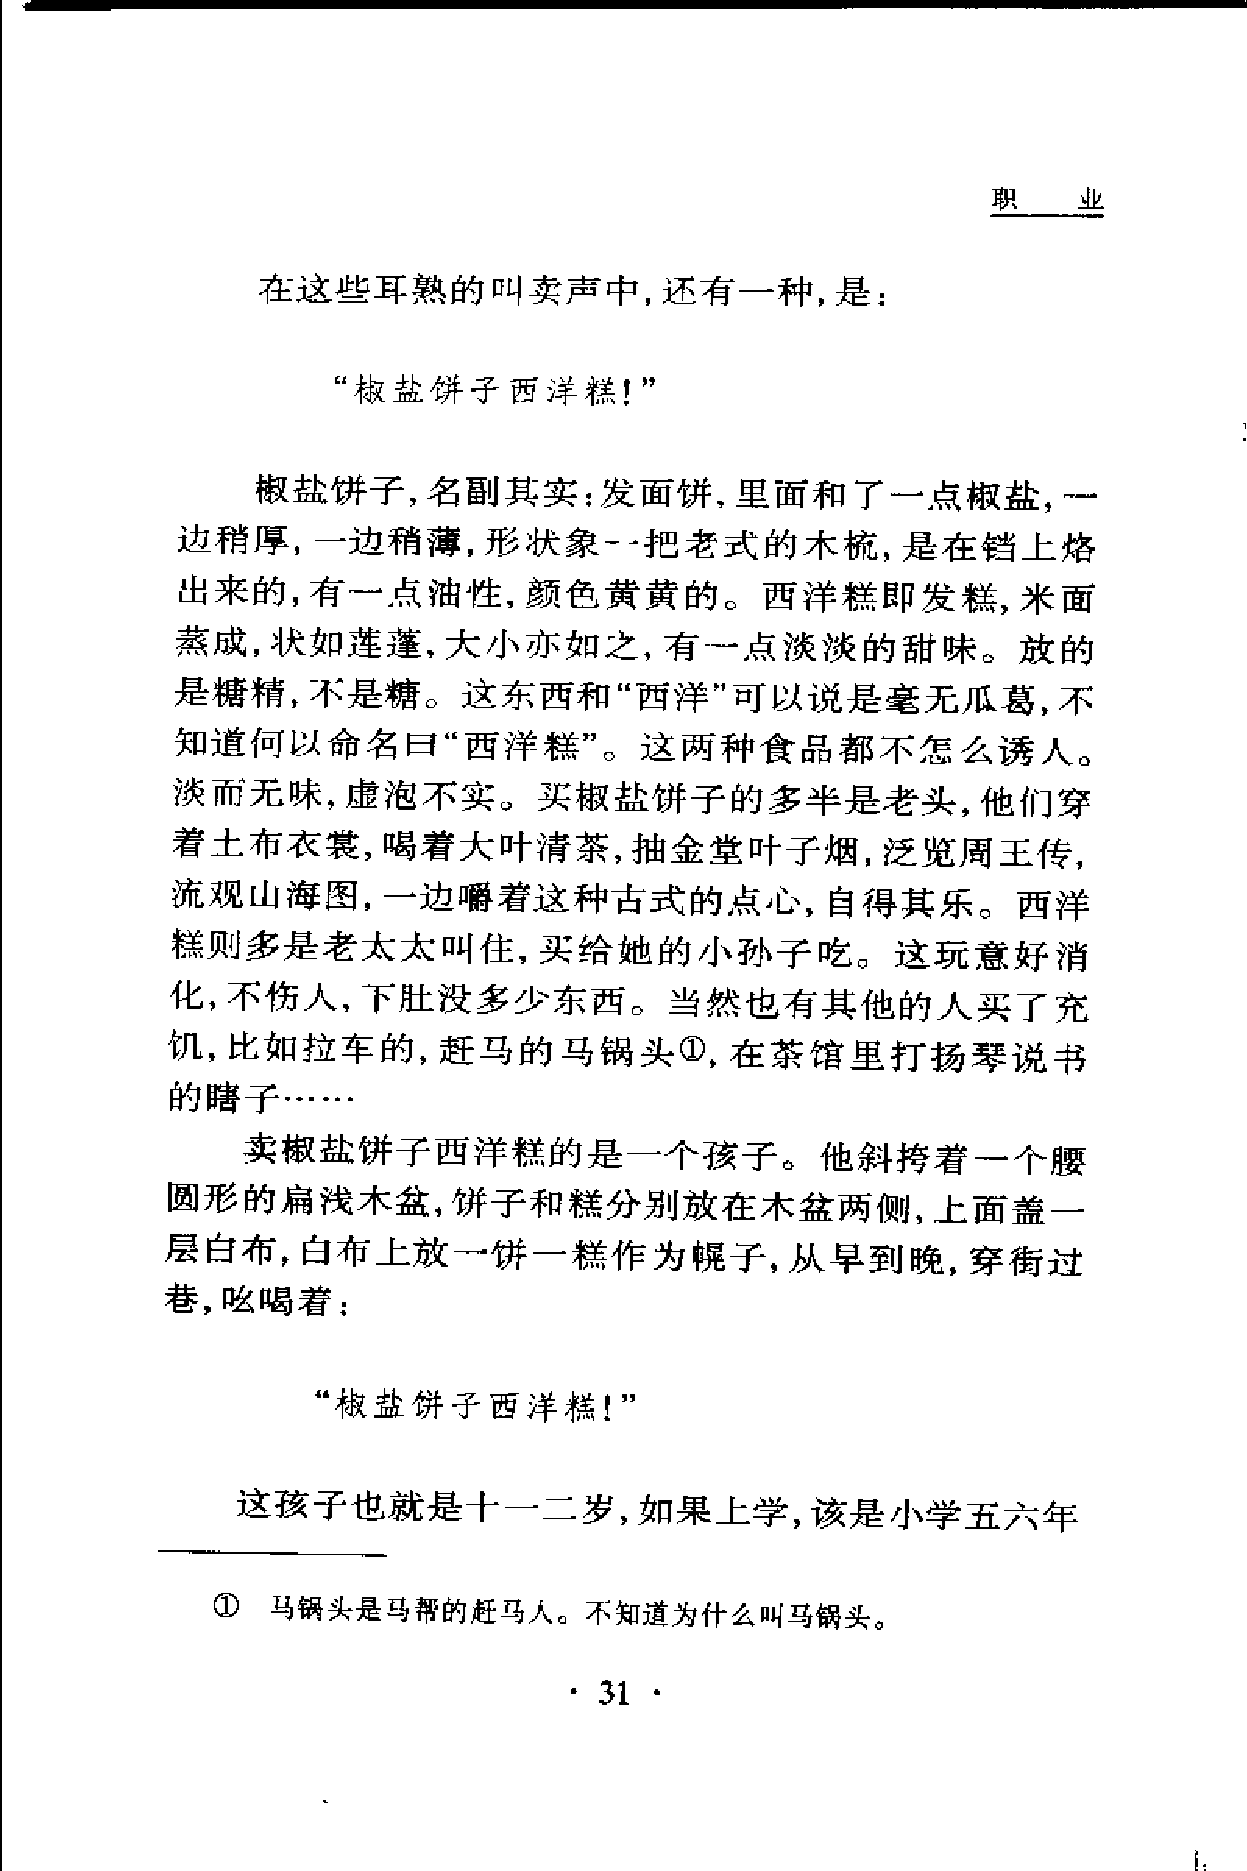 职 业
在这些耳熟的叫卖声中,还有一种,是:
“椒盐饼子西洋糕!”
椒盐饼子,名副其实:发面饼,里面和了一点椒盐,一
边稍厚,一边稍薄,形状象一把老式的木梳,是在铛上烙
出来的,有一点油性,颜色黄黄的。西洋糕即发糕,米面
蒸成,状如莲蓬,大小亦如之,有一点淡淡的甜味。放的
是糖精,不是糖。这东西和“西洋”可以说是毫无瓜葛,不
知道何以命名曰“西洋糕”。这两种食品都不怎么诱人。
淡而无味,虚泡不实。买椒盐饼子的多半是老头,他们穿
着土布衣裳,喝着大叶清茶,抽金堂叶子烟,泛览周王传,
流观山海图,一边嚼着这种古式的点心,自得其乐。西洋
糕则多是老太太叫住,买给她的小孙子吃。这玩意好消
化,不伤人,下肚没多少东西。当然也有其他的人买了充
饥,比如拉车的,赶马的马锅头①,在茶馆里打扬琴说书
的瞎子……
卖椒盐饼子西洋糕的是一个孩子。他斜挎着一个腰
圆形的扁浅木盆,饼子和糕分别放在木盆两侧,上面盖一
层白布,白布上放一饼一糕作为幌子,从早到晚,穿街过
巷,吆喝着:
“椒盐饼子西洋糕!”
这孩子也就是十一二岁,如果上学,该是小学五六年
① 马锅头是马帮的赶马人。不知道为什么叫马锅头。
· 31 ·